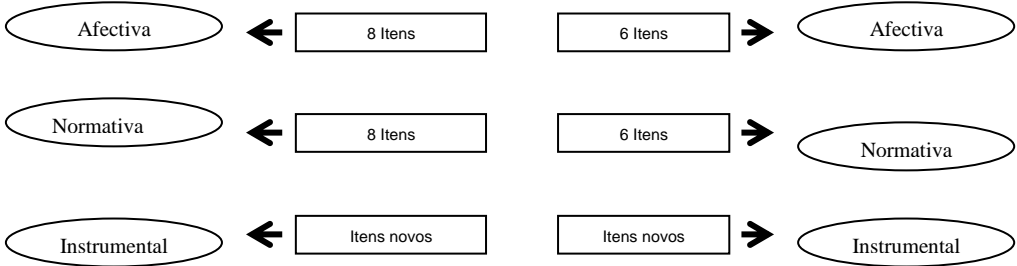 Afectiva 8 Itens 6 Itens Afectiva
Normativa 8 Itens 6 Itens Normativa
Instrumental Itens novos Itens novos Instrumental